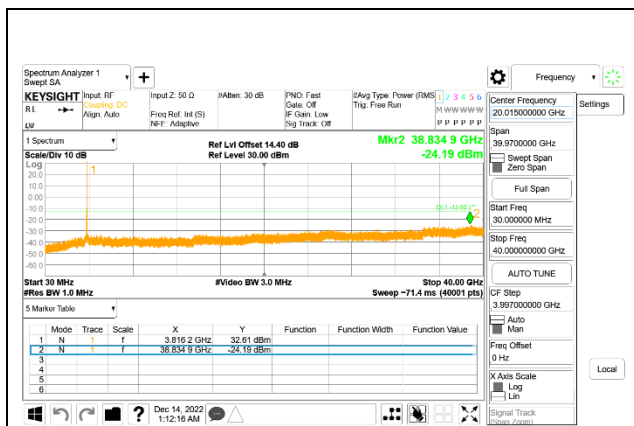 Spectrum Analyzer 1
Swept SA
+
Frequency
Settings
KEYSIGHT
RL
Input: RF
Coupling: DC
Align: Auto
Input Z: 50 Ω
Freq Ref: Int (S)
NFE: Adaptive
#Atten: 30 dB
PNO: Fast
Gate: Off
IF Gain: Low
Sig Track: Off
#Avg Type: Power (RMS
Trig: Free Run
1 2 3 4 5 6
M W W W W W
P P P P P P
1 Spectrum
Scale/Div 10 dB
Ref Lvl Offset 14.40 dB
Ref Level 30.00 dBm
Mkr2 38.834 9 GHz
-24.19 dBm
Log
1
2
20.0
10.0
0.00
-10.0
-20.0
-30.0
-40.0
-50.0
-60.0
Start 30 MHz
#Video BW 3.0 MHz
Stop 40.00 GHz
#Res BW 1.0 MHz
Sweep ~71.4 ms (40001 pts)
5 Marker Table
Mode Trace Scale X Y Function Function Width Function Value
1 N 1 f 3.816 2 GHz 32.61 dBm
2 N 1 f 38.834 9 GHz -24.19 dBm
3
4
5
6
Dec 14, 2022
1:12:16 AM
Center Frequency
20.015000000 GHz
Span
39.9700000 GHz
Swept Span
Zero Span
Full Span
Start Freq
30.000000 MHz
Stop Freq
40.000000000 GHz
AUTO TUNE
CF Step
3.997000000 GHz
Auto
Man
Freq Offset
0 Hz
X Axis Scale
Log
Lin
Signal Track
(Span Zoom)
Local